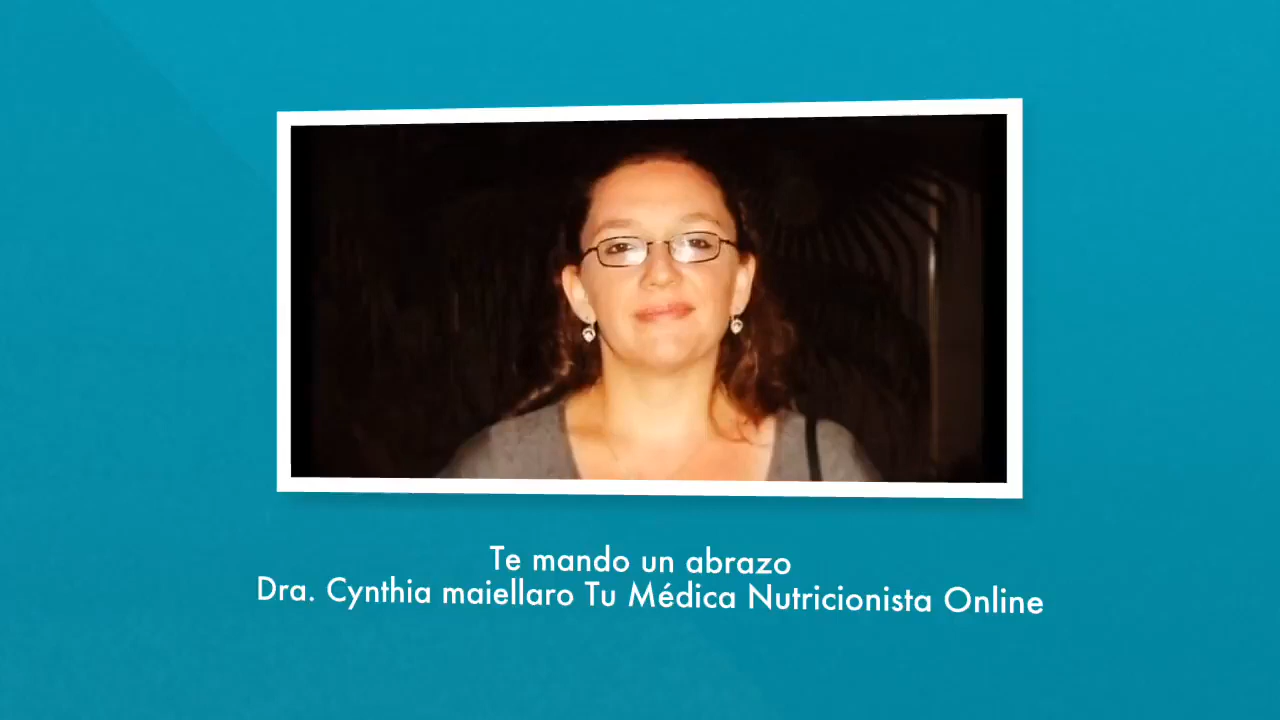 Te mando un abrazo
Dra. Cynthia maiellaro Tu Médica Nutricionista Online